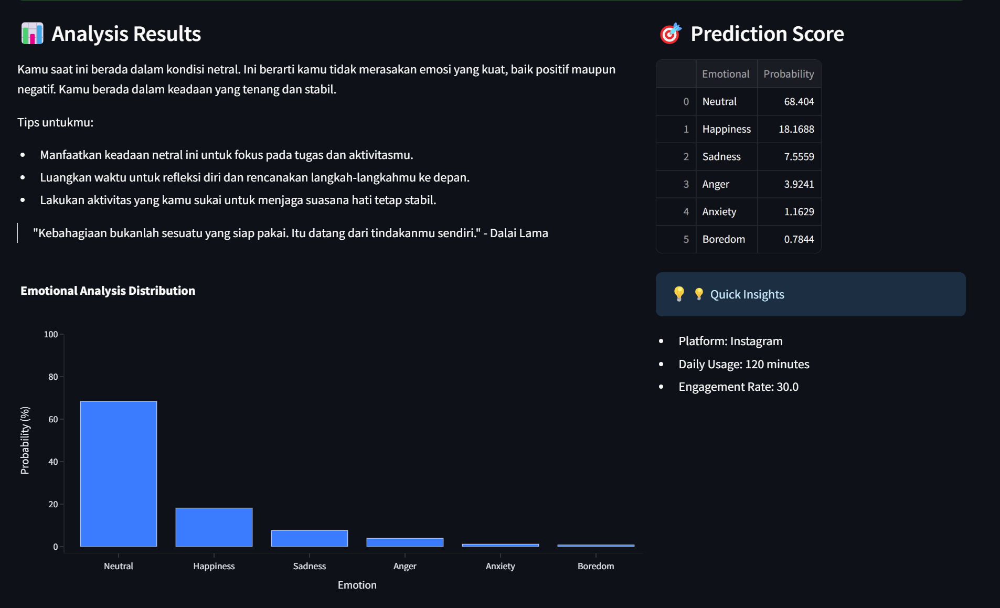 Analysis Results
Kamu saat ini berada dalam kondisi netral. Ini berarti kamu tidak merasakan emosi yang kuat, baik positif maupun
negatif. Kamu berada dalam keadaan yang tenang dan stabil.
Tips untukmu:
Manfaatkan keadaan netral ini untuk fokus pada tugas dan aktivitasmu.
Luangkan waktu untuk refleksi diri dan rencanakan langkah-langkahmu ke depan.
Lakukan aktivitas yang kamu sukai untuk menjaga suasana hati tetap stabil.
"Kebahagiaan bukanlah sesuatu yang siap pakai. Itu datang dari tindakanmu sendiri." - Dalai Lama
Emotional Analysis Distribution
Probability (%)
100
80
60
40
20
0
Neutral Happiness Sadness Anger Anxiety Boredom
Emotion
Prediction Score
Emotional Probability
0 Neutral 68.404
1 Happiness 18.1688
2 Sadness 7.5559
3 Anger 3.9241
4 Anxiety 1.1629
5 Boredom 0.7844
Quick Insights
Platform: Instagram
Daily Usage: 120 minutes
Engagement Rate: 30.0